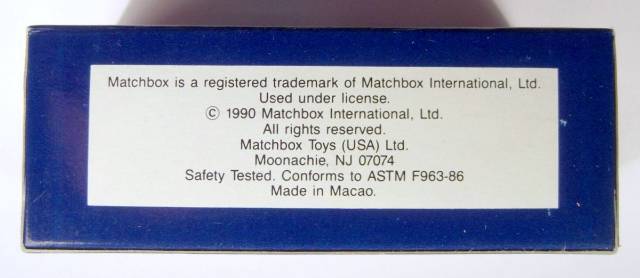 Matchbox is a registered trademark of Matchbox International, Ltd.
Used under license.
© 1990 Matchbox International, Ltd.
All rights reserved.
Matchbox Toys (USA) Ltd.
Moonachie, NJ 07074
Safety Tested. Conforms to ASTM F963-86
Made in Macao.